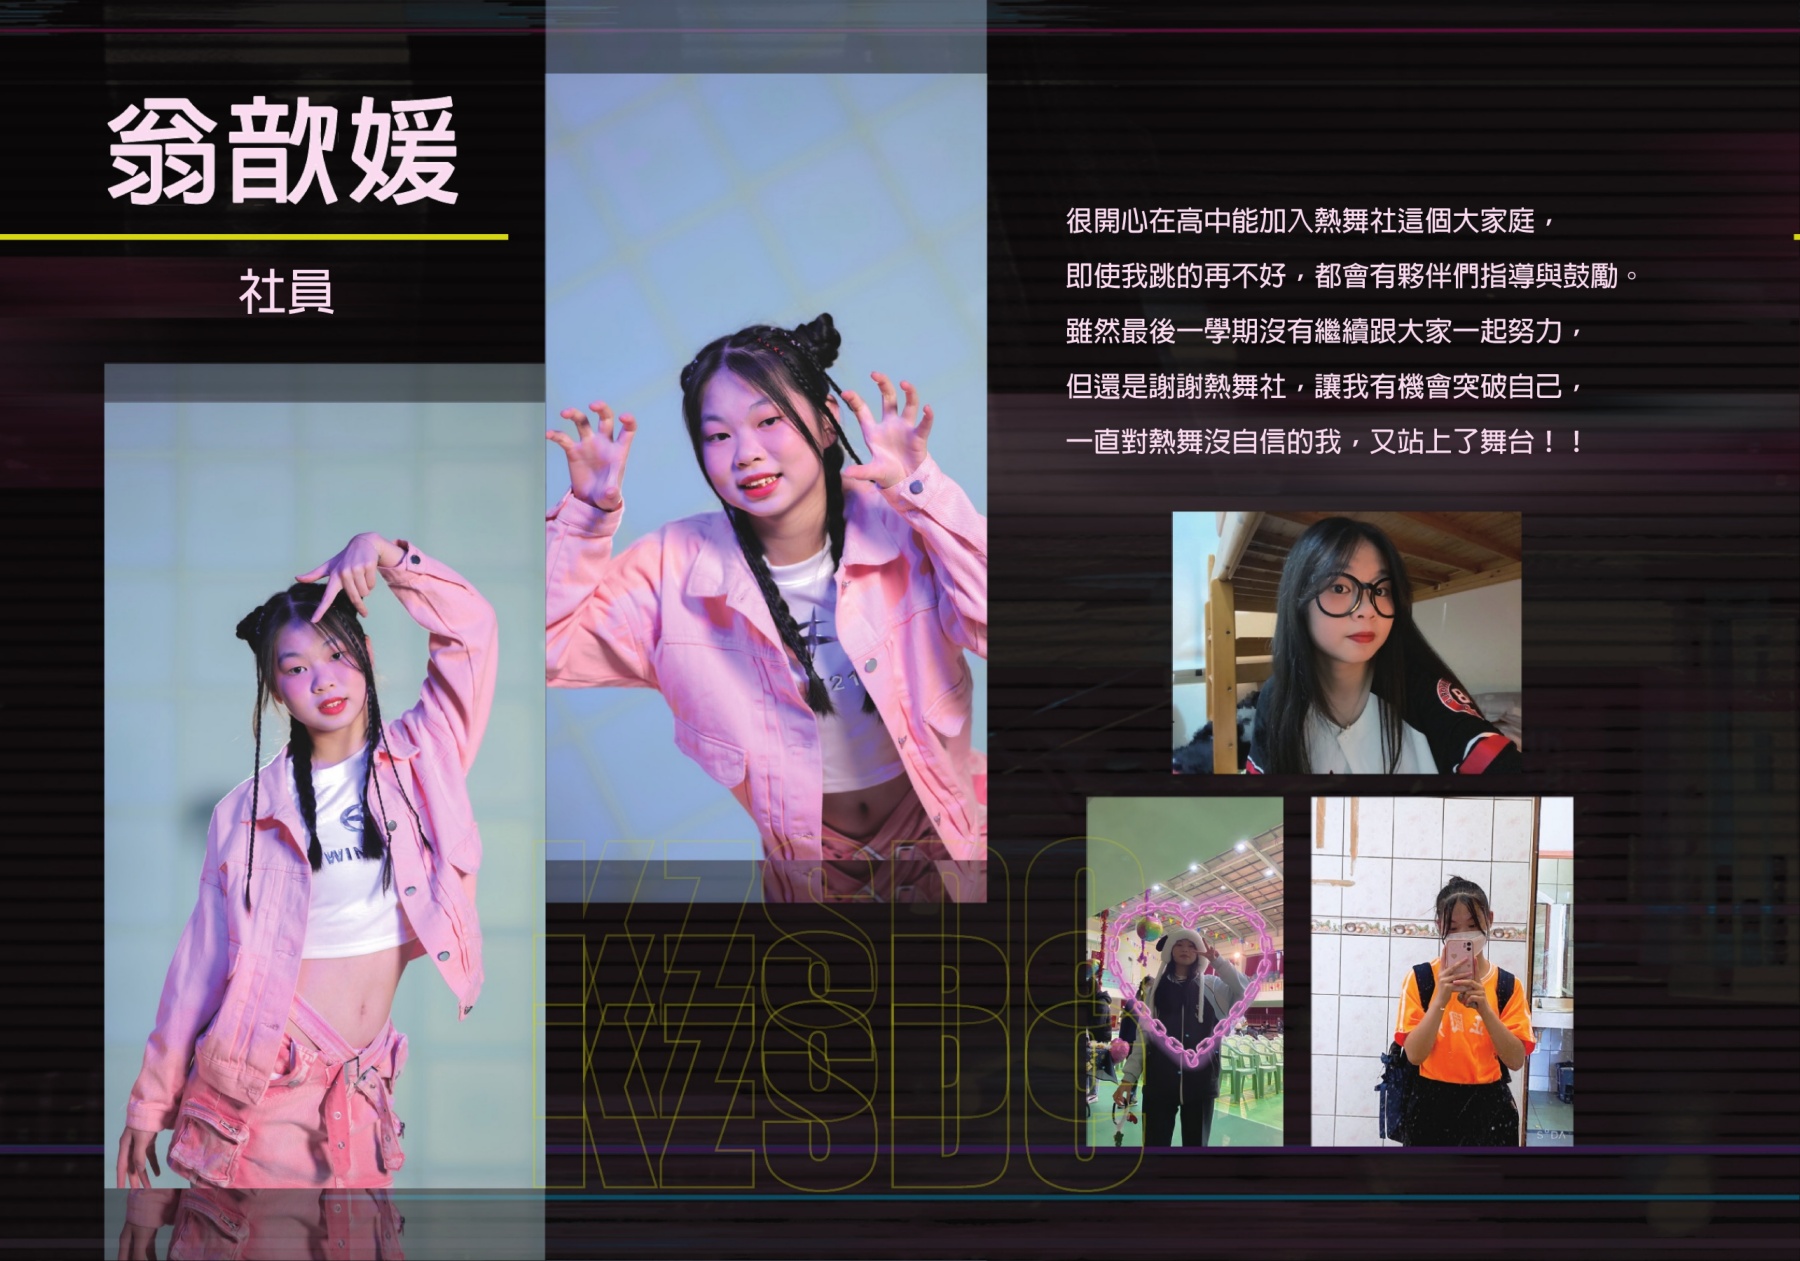 翁歆媛
社員
很開心在高中能加入熱舞社這個大家庭，
即使我跳的再不好，都會有夥伴們指導與鼓勵。
雖然最後一學期沒有繼續跟大家一起努力，
但還是謝謝熱舞社，讓我有機會突破自己，
一直對熱舞沒自信的我，又站上了舞台！！
KZSDC
KZSDC
KZSDC